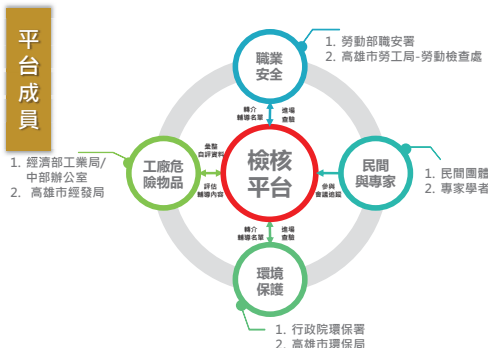 平台成員
職業
安全
1. 勞動部職安署
2. 高雄市勞工局-勞動檢查處
轉介
輔導名單
進場
查驗
彙整
自評資料
評估
輔導內容
工廠危
險物品
1. 經濟部工業局/
中部辦公室
2. 高雄市經發局
檢核
平台
參與
會議追蹤
民間
與專家
1. 民間團體
2. 專家學者
轉介
輔導名單
進場
查驗
環境
保護
1. 行政院環保署
2. 高雄市環保局